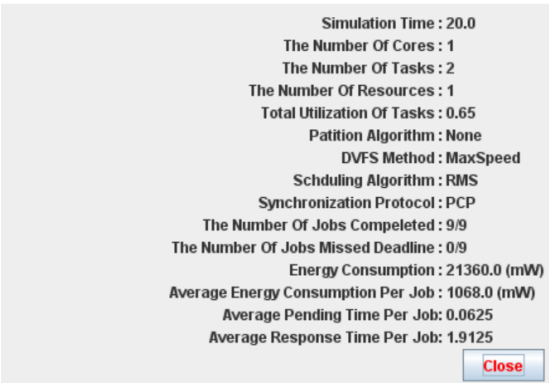 Simulation Time : 20.0
The Number Of Cores : 1
The Number Of Tasks : 2
The Number Of Resources : 1
Total Utilization Of Tasks : 0.65
Patition Algorithm : None
DVFS Method : MaxSpeed
Schduling Algorithm : RMS
Synchronization Protocol : PCP
The Number Of Jobs Compeleted : 9/9
The Number Of Jobs Missed Deadline : 0/9
Energy Consumption : 21360.0 (mW)
Average Energy Consumption Per Job : 1068.0 (mW)
Average Pending Time Per Job: 0.0625
Average Response Time Per Job: 1.9125
Close